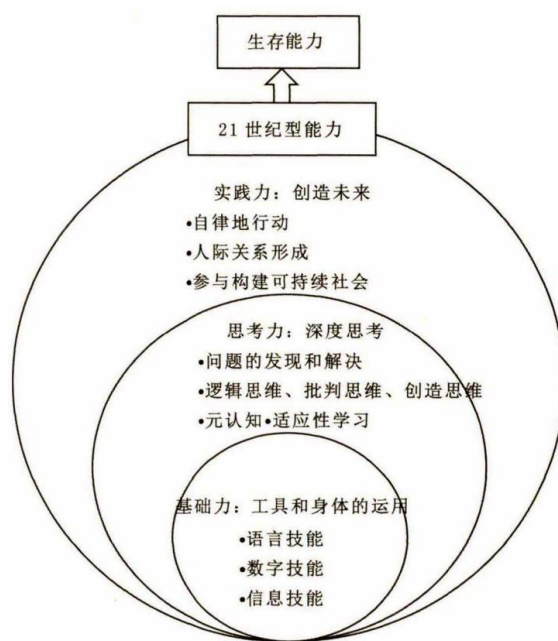 生存能力
21世纪型能力
实践力：创造未来
•自律地行动
•人际关系形成
•参与构建可持续社会
思考力：深度思考
•问题的发现和解决
•逻辑思维、批判思维、创造思维
•元认知•适应性学习
基础力：工具和身体的运用
•语言技能
•数字技能
•信息技能